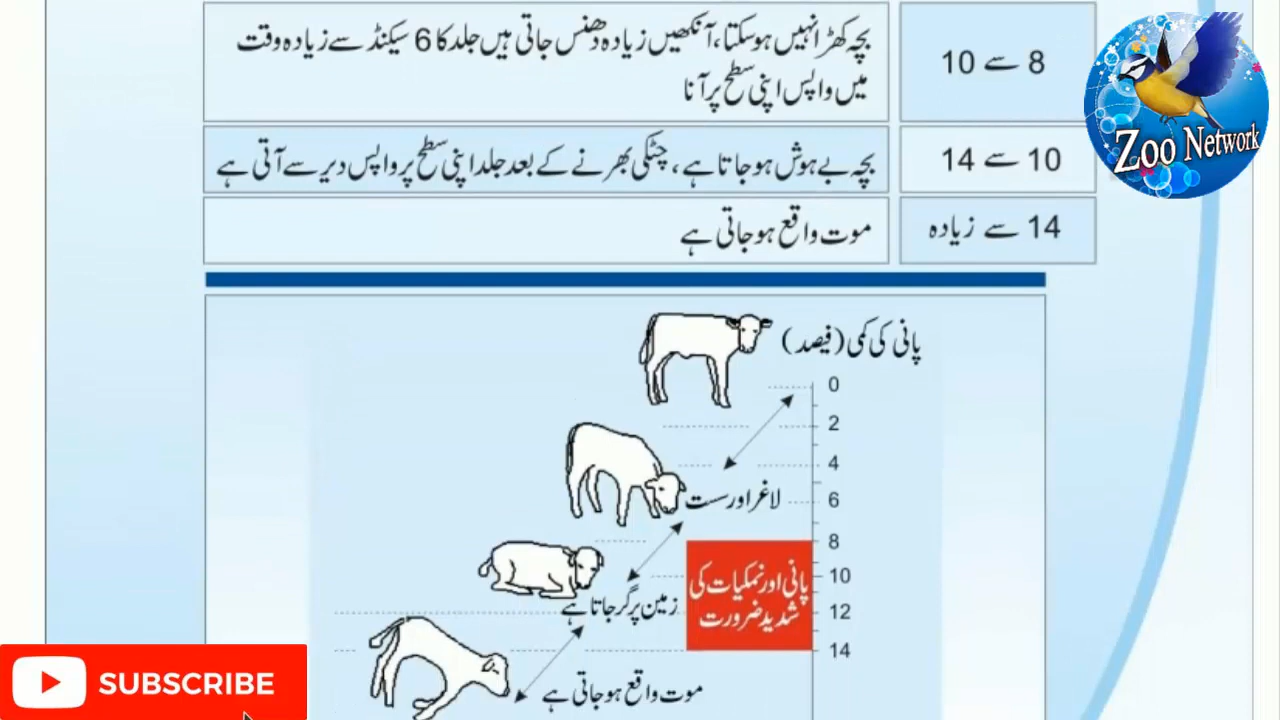 8 سے 10
بچہ کھڑا نہیں ہوسکتا، آنکھیں زیادہ دھنس جاتی ہیں جلد کا 6 سیکنڈ سے زیادہ وقت
میں واپس اپنی سطح پر آنا
10 سے 14
بچہ بے ہوش ہوجاتا ہے، چٹکی بھرنے کے بعد جلد اپنی سطح پر واپس دیر سے آتی ہے
14 سے زیادہ
موت واقع ہوجاتی ہے
Zoo Network
پانی کی کمی (فیصد)
0
2
4
6
8
10
12
14
لاغر اور سست
پانی اور نمکیات کی
شدید ضرورت
زمین پر گر جاتا ہے
موت واقع ہوجاتی ہے
SUBSCRIBE